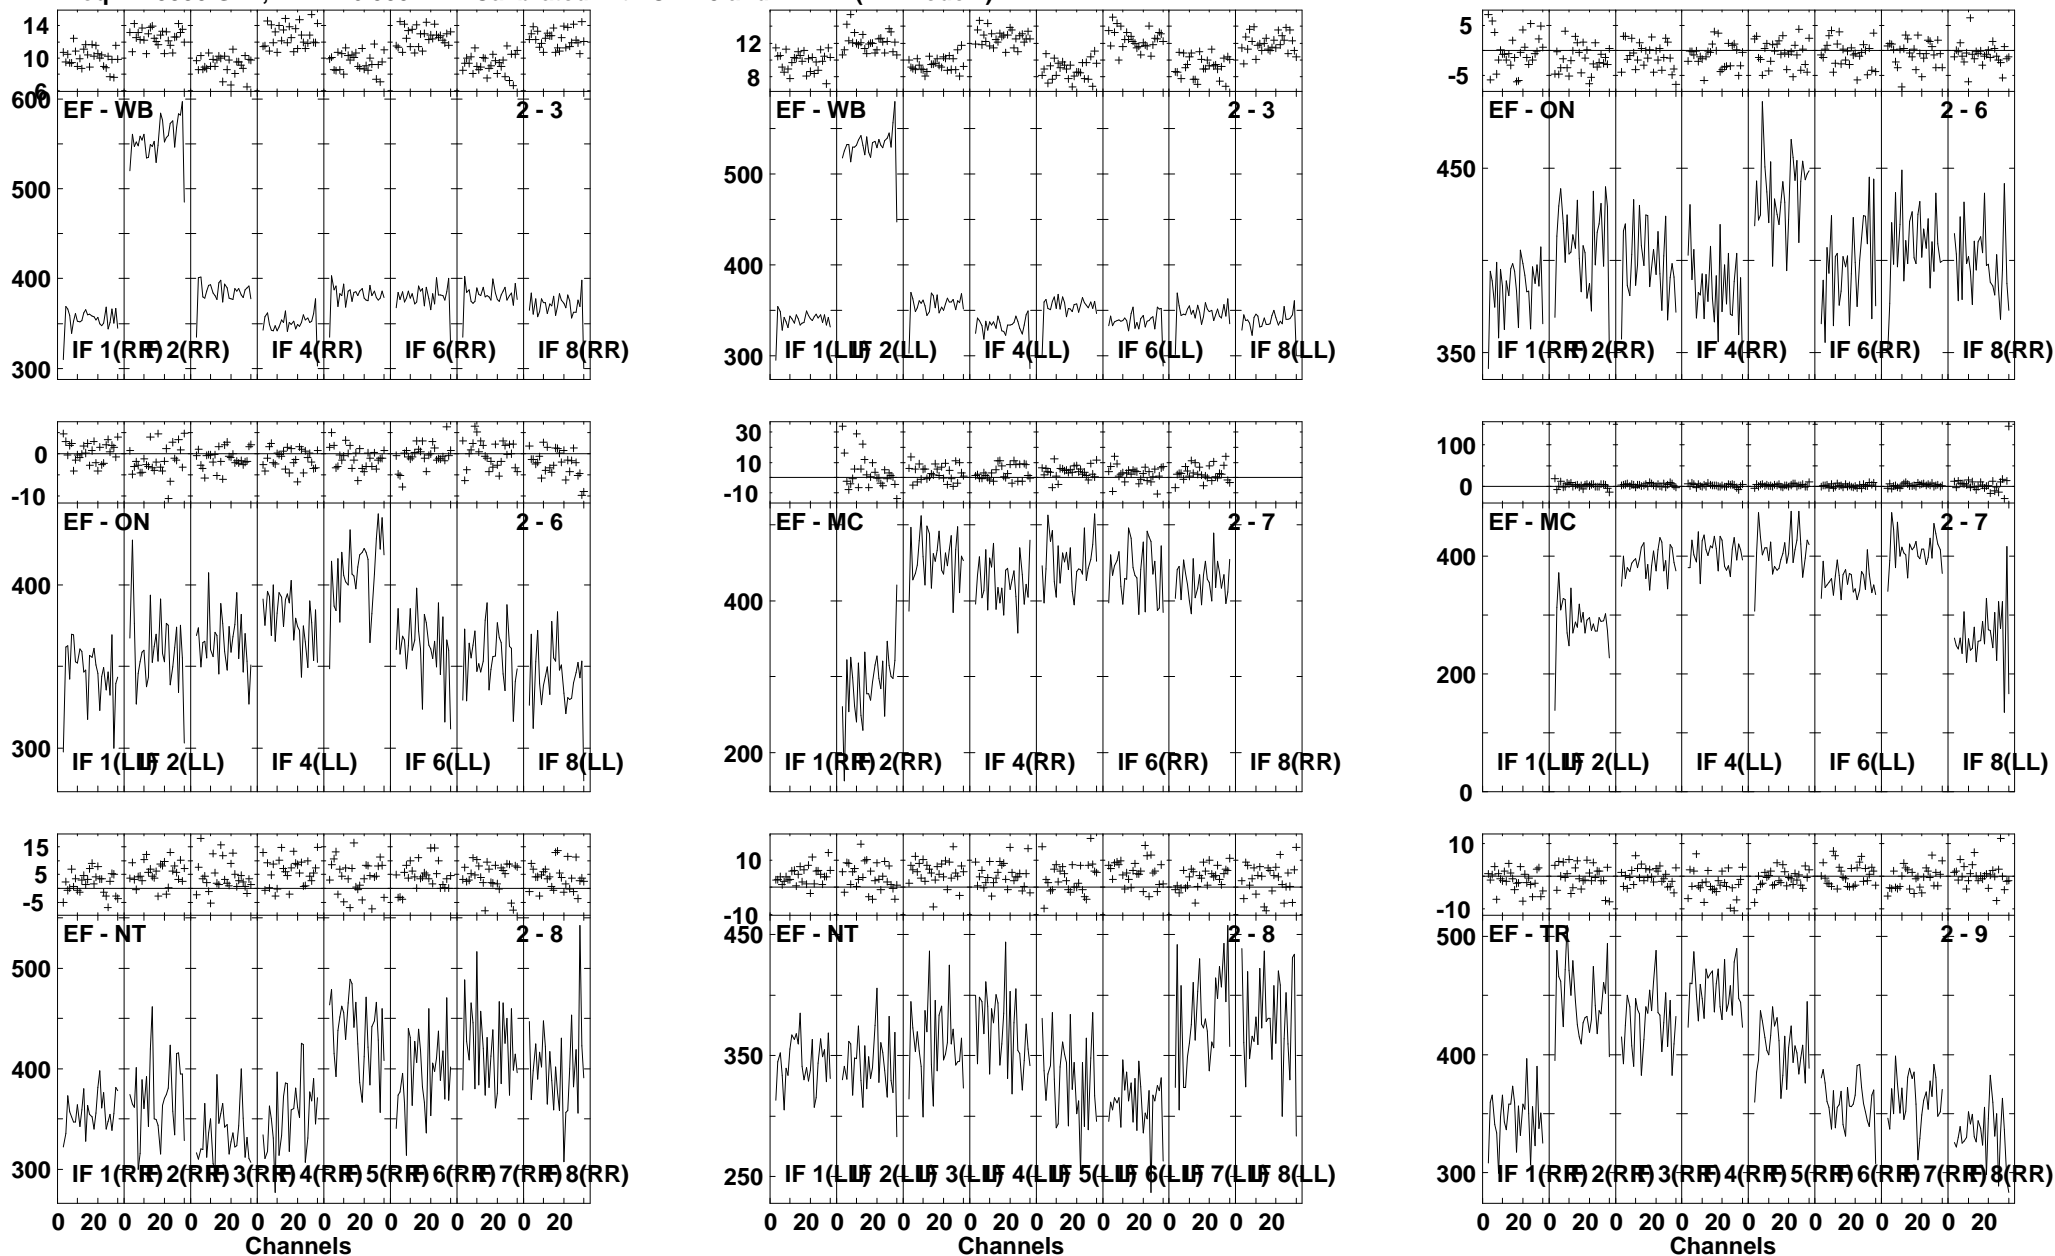 14
10
6
600
EF - WB 2 - 3
500
400
300
IF 1(RR) IF 2(RR) IF 4(RR) IF 6(RR) IF 8(RR)
12
8
EF - WB 2 - 3
500
400
300
IF 1(LL) IF 2(LL) IF 4(LL) IF 6(LL) IF 8(LL)
5
-5
EF - ON 2 - 6
450
350
IF 1(RR) IF 2(RR) IF 4(RR) IF 6(RR) IF 8(RR)
0
-10
EF - ON 2 - 6
400
300
IF 1(LL) IF 2(LL) IF 4(LL) IF 6(LL) IF 8(LL)
30
10
-10
EF - MC 2 - 7
400
200
IF 1(RR) IF 2(RR) IF 4(RR) IF 6(RR) IF 8(RR)
100
0
EF - MC 2 - 7
400
200
0
IF 1(LL) IF 2(LL) IF 4(LL) IF 6(LL) IF 8(LL)
15
5
-5
EF - NT 2 - 8
500
400
300
IF 1(RR) IF 2(RR) IF 3(RR) IF 4(RR) IF 5(RR) IF 6(RR) IF 7(RR) IF 8(RR)
0 20 0 20 0 20 0 20 0 20 0 20 0 20 0 20
Channels
10
-10
EF - NT 2 - 8
450
350
250
IF 1(LL) IF 2(LL) IF 3(LL) IF 4(LL) IF 5(LL) IF 6(LL) IF 7(LL) IF 8(LL)
0 20 0 20 0 20 0 20 0 20 0 20 0 20 0 20
Channels
10
-10
EF - TR 2 - 9
500
400
300
IF 1(RR) IF 2(RR) IF 3(RR) IF 4(RR) IF 5(RR) IF 6(RR) IF 7(RR) IF 8(RR)
0 20 0 20 0 20 0 20 0 20 0 20 0 20 0 20
Channels